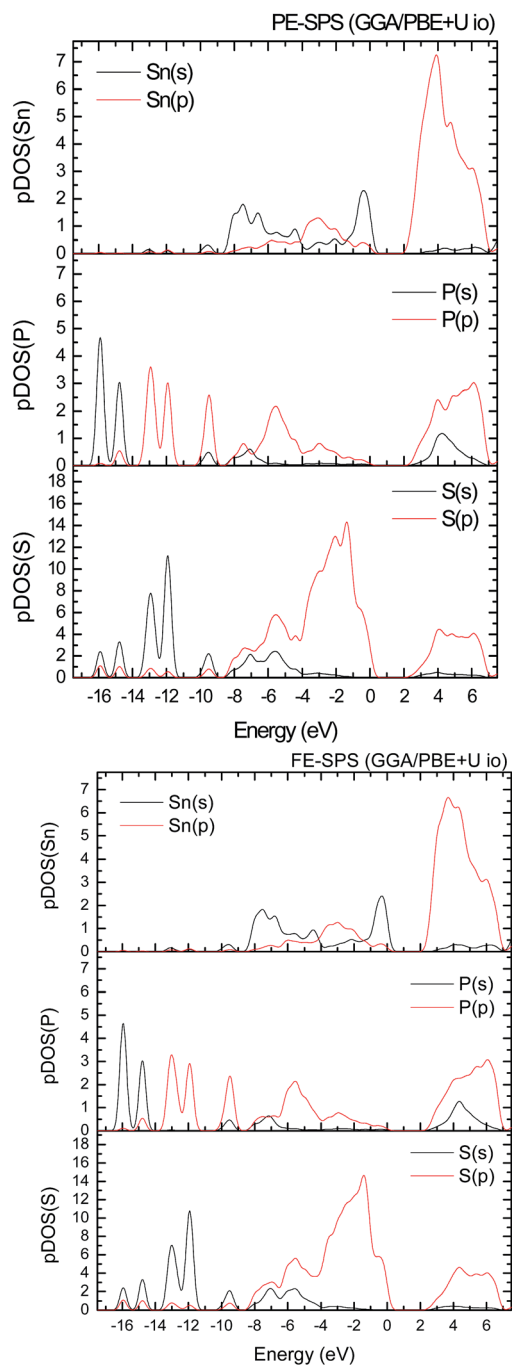 PE-SPS (GGA/PBE+U io)
Sn(s)
Sn(p)
pDOS(Sn)
7
6
5
4
3
2
1
0
P(s)
P(p)
pDOS(P)
7
6
5
4
3
2
1
0
S(s)
S(p)
pDOS(S)
18
16
14
12
10
8
6
4
2
0
-16 -14 -12 -10 -8 -6 -4 -2 0 2 4 6
Energy (eV)
FE-SPS (GGA/PBE+U io)
Sn(s)
Sn(p)
pDOS(Sn)
7
6
5
4
3
2
1
0
P(s)
P(p)
pDOS(P)
7
6
5
4
3
2
1
0
S(s)
S(p)
pDOS(S)
18
16
14
12
10
8
6
4
2
0
-16 -14 -12 -10 -8 -6 -4 -2 0 2 4 6
Energy (eV)